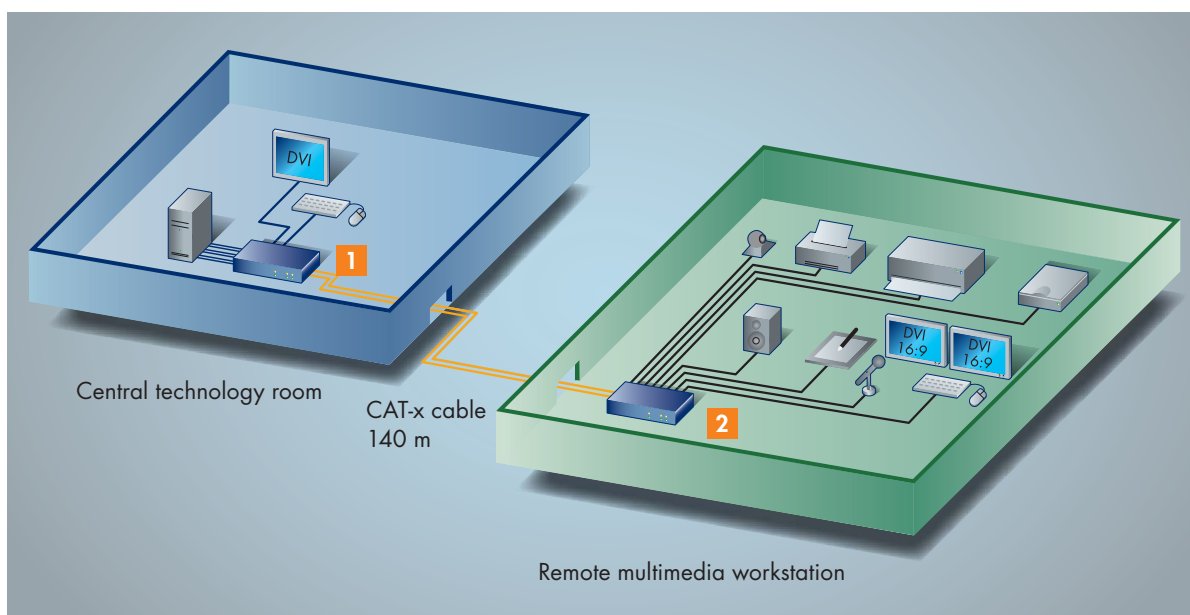 DVI
1
Central technology room
CAT-x cable
140 m
DVI
16:9
DVI
16:9
2
Remote multimedia workstation